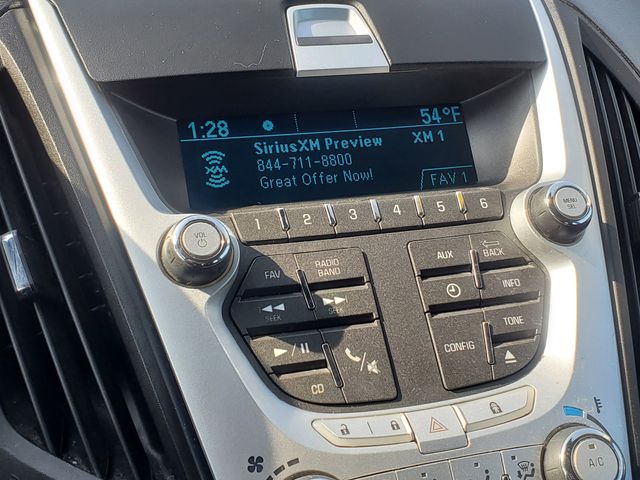 1:28 54°F
SiriusXM Preview XM 1
XM
844-711-8800
Great Offer Now! FAV 1
1 2 3 4 5 6
VOL
MENU
SEL
FAV RADIO BAND
AUX BACK
SEEK SEEK
INFO
TONE
CD
CONFIG
A/C